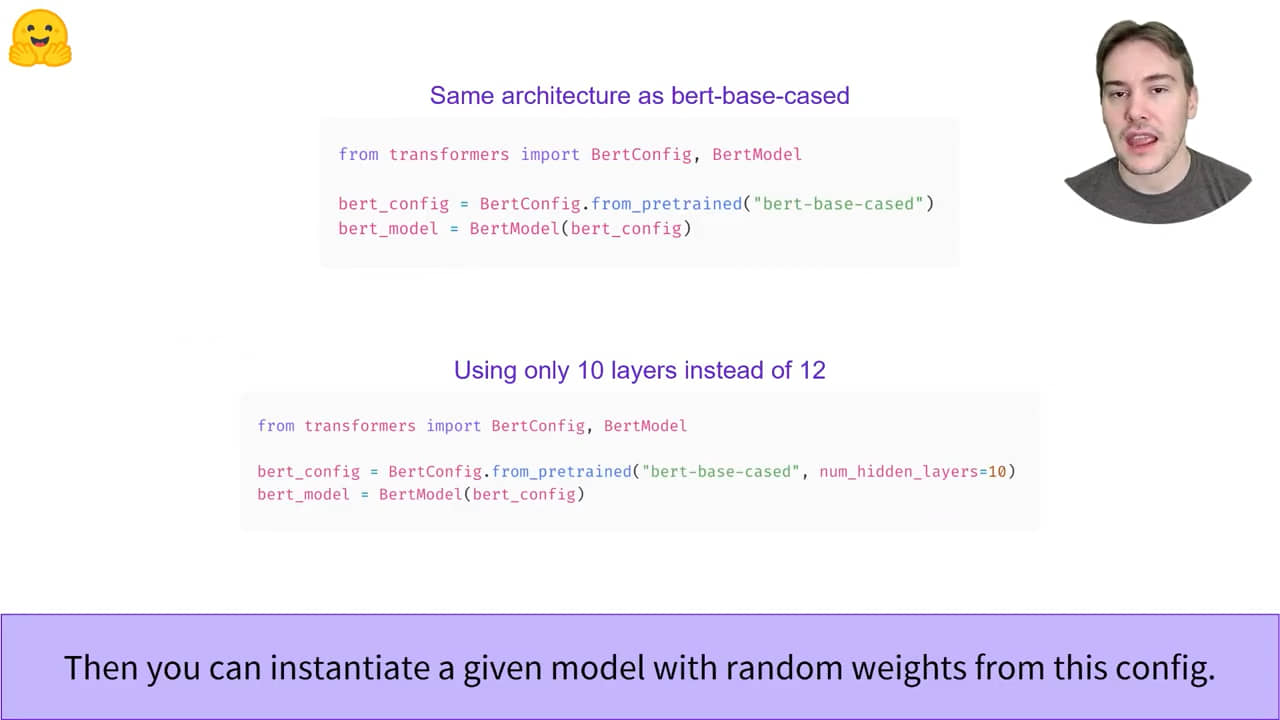 Same architecture as bert-base-cased
from transformers import BertConfig, BertModel
bert_config = BertConfig.from_pretrained("bert-base-cased")
bert_model = BertModel(bert_config)
Using only 10 layers instead of 12
from transformers import BertConfig, BertModel
bert_config = BertConfig.from_pretrained("bert-base-cased", num_hidden_layers=10)
bert_model = BertModel(bert_config)
Then you can instantiate a given model with random weights from this config.